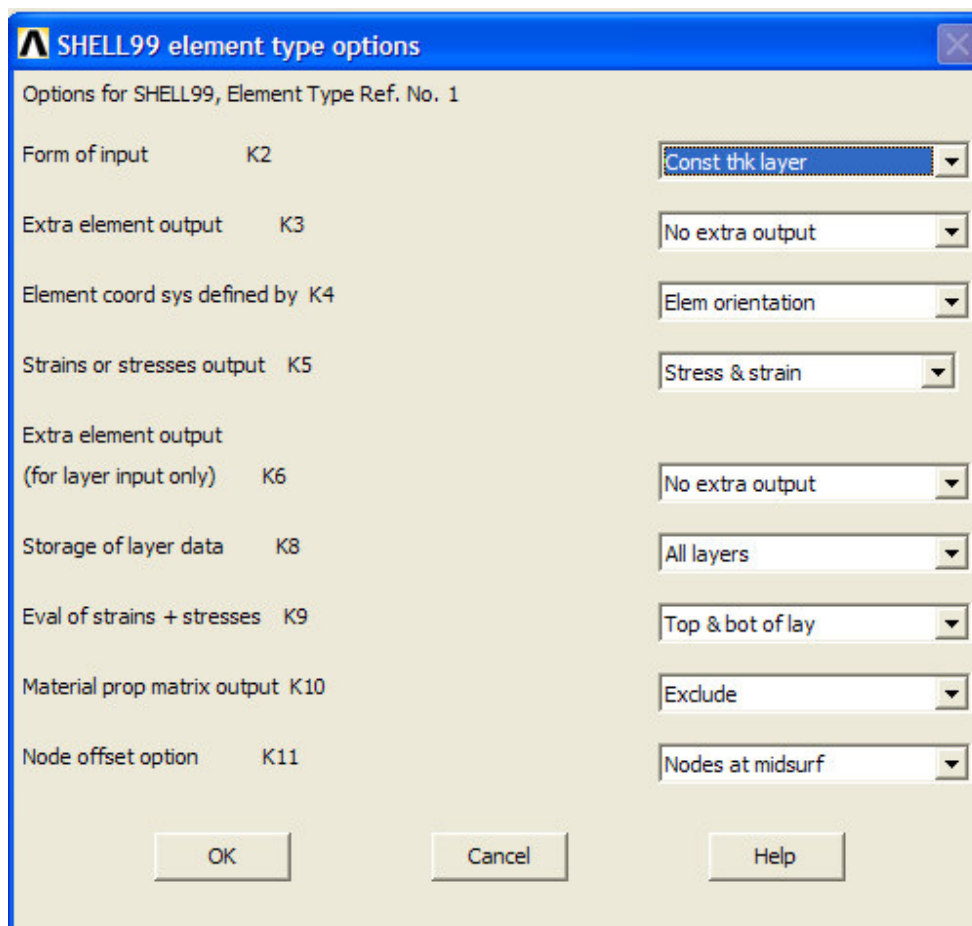 SHELL99 element type options
Options for SHELL99, Element Type Ref. No. 1
Form of input K2 Const thk layer
Extra element output K3 No extra output
Element coord sys defined by K4 Elem orientation
Strains or stresses output K5 Stress & strain
Extra element output
(for layer input only) K6 No extra output
Storage of layer data K8 All layers
Eval of strains + stresses K9 Top & bot of lay
Material prop matrix output K10 Exclude
Node offset option K11 Nodes at midsurf
OK Cancel Help